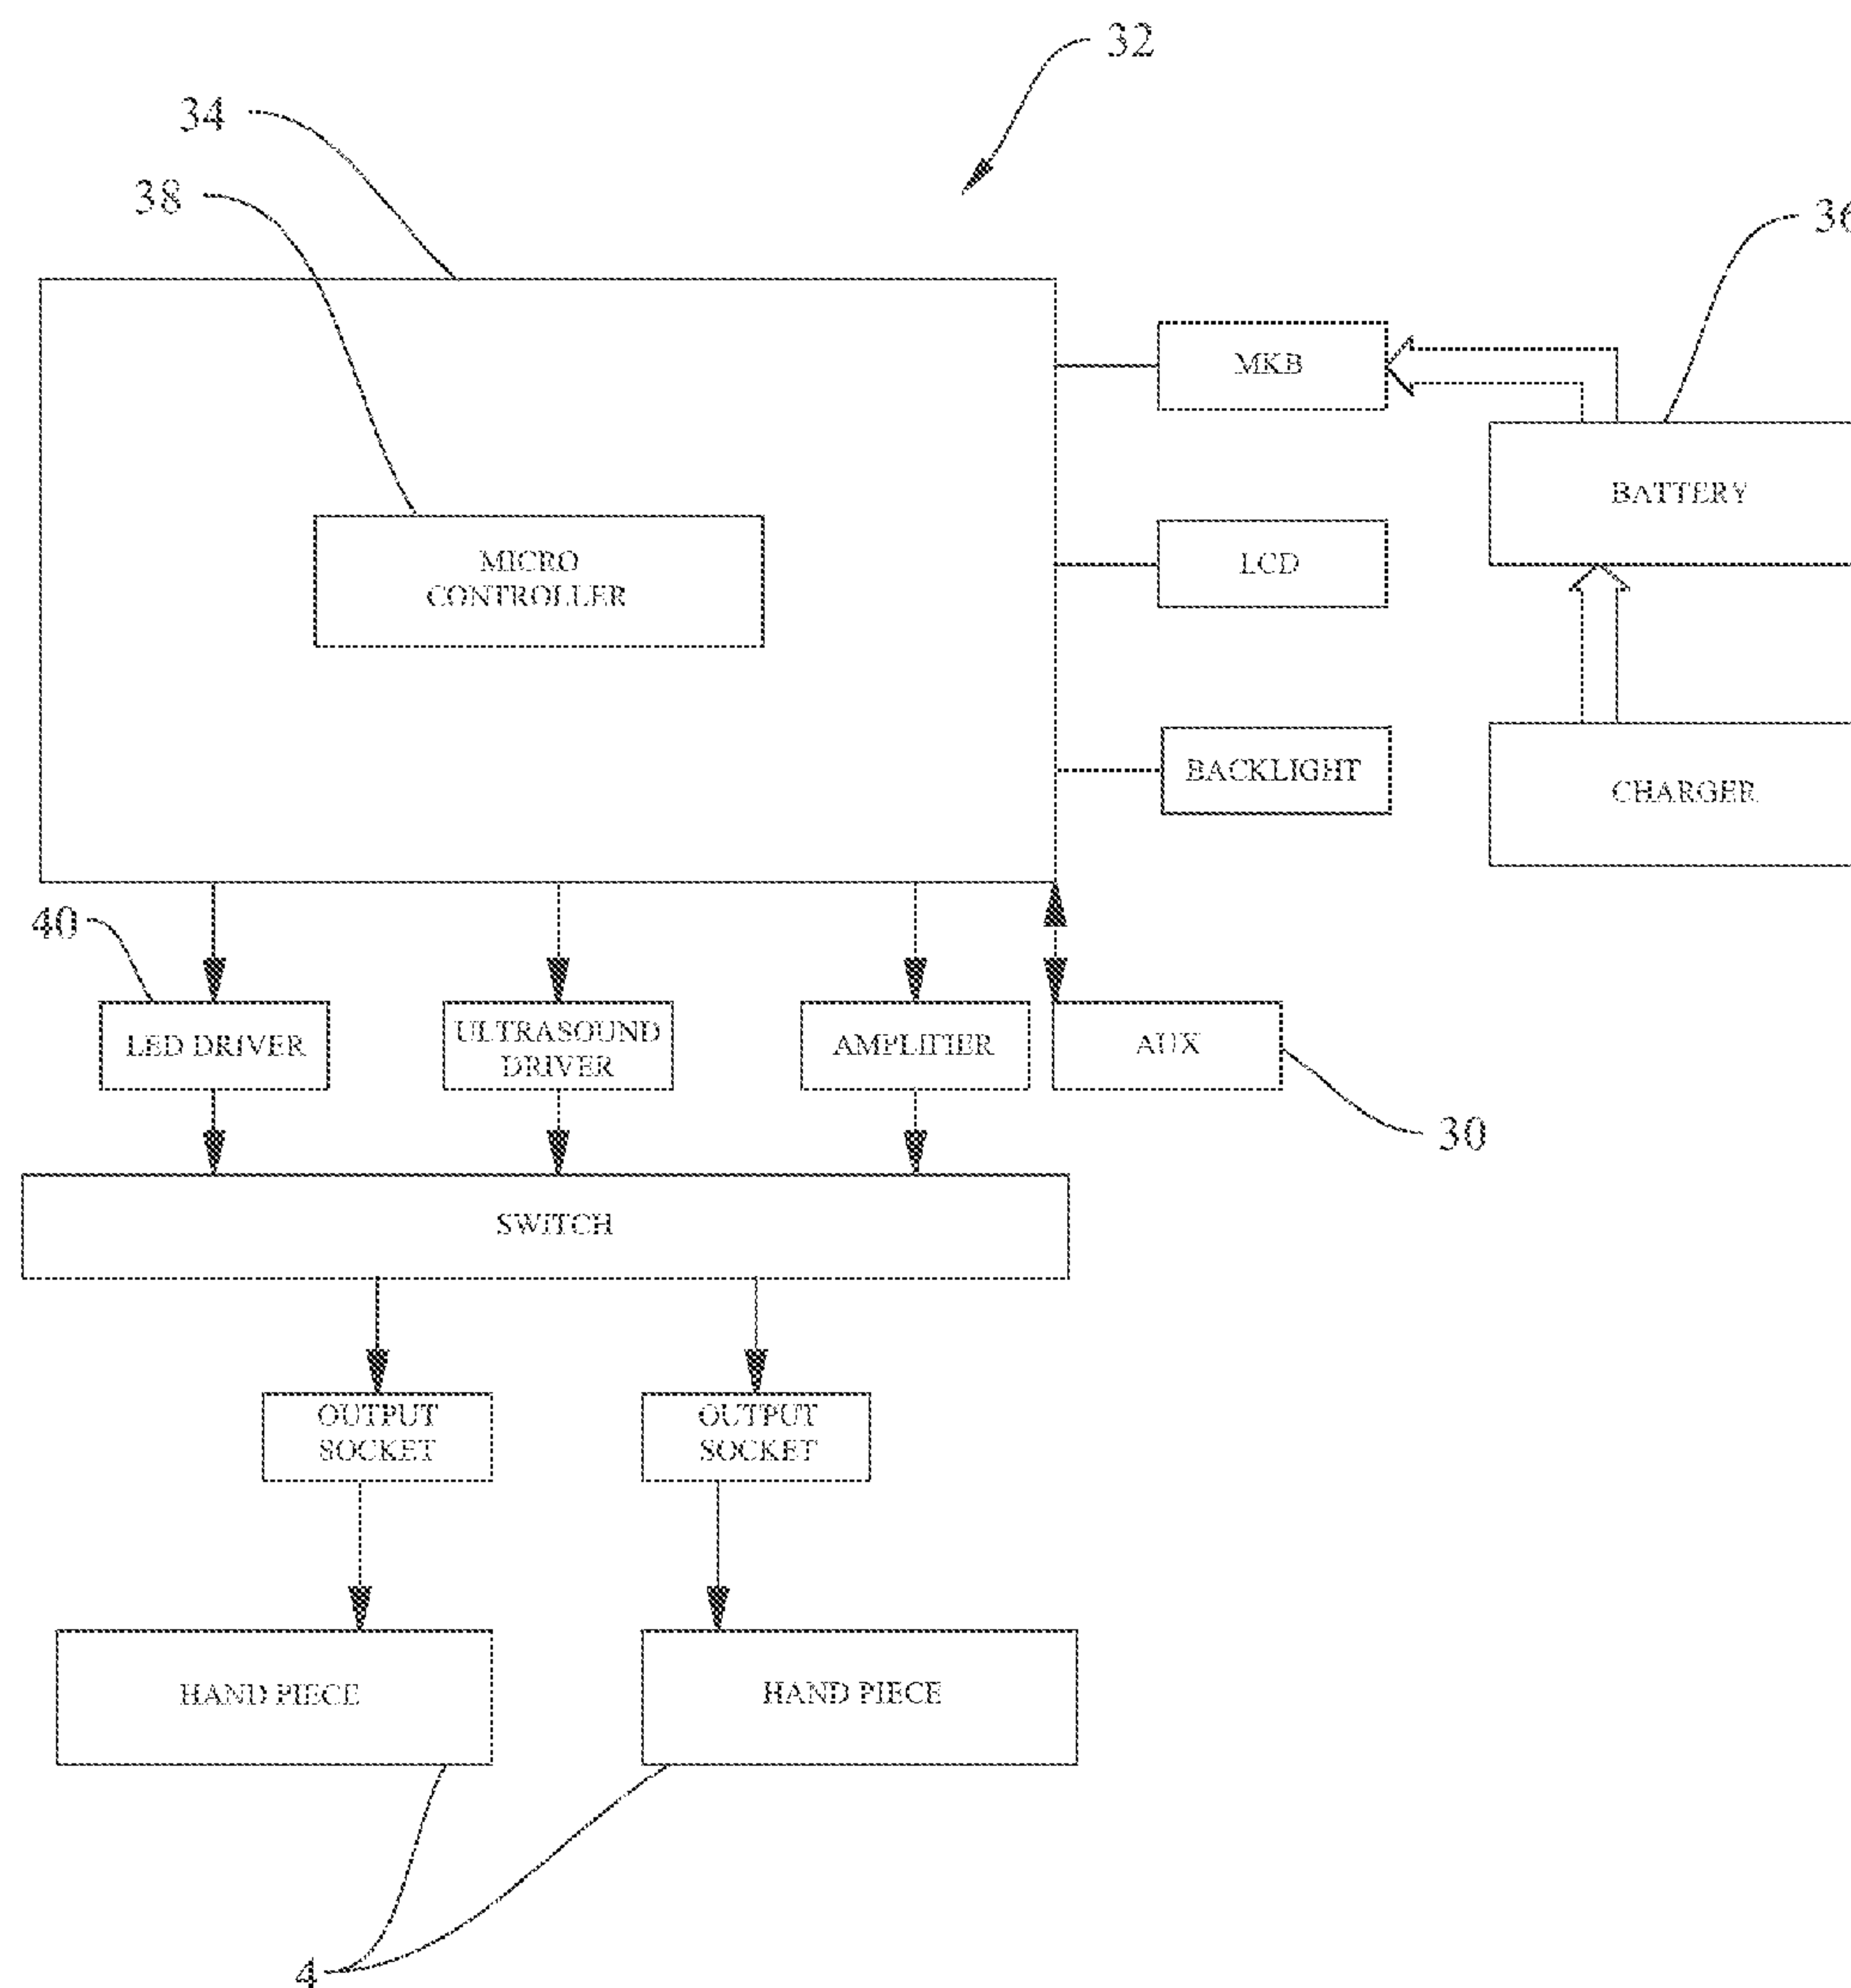 32
34
38
36
MKB
BATTERY
MICRO
CONTROLLER
LCD
BACKLIGHT
CHARGER
40
LED DRIVER
ULTRASOUND
DRIVER
AMPLIFIER
AUX
30
SWITCH
OUTPUT
SOCKET
OUTPUT
SOCKET
HAND PIECE
HAND PIECE
4